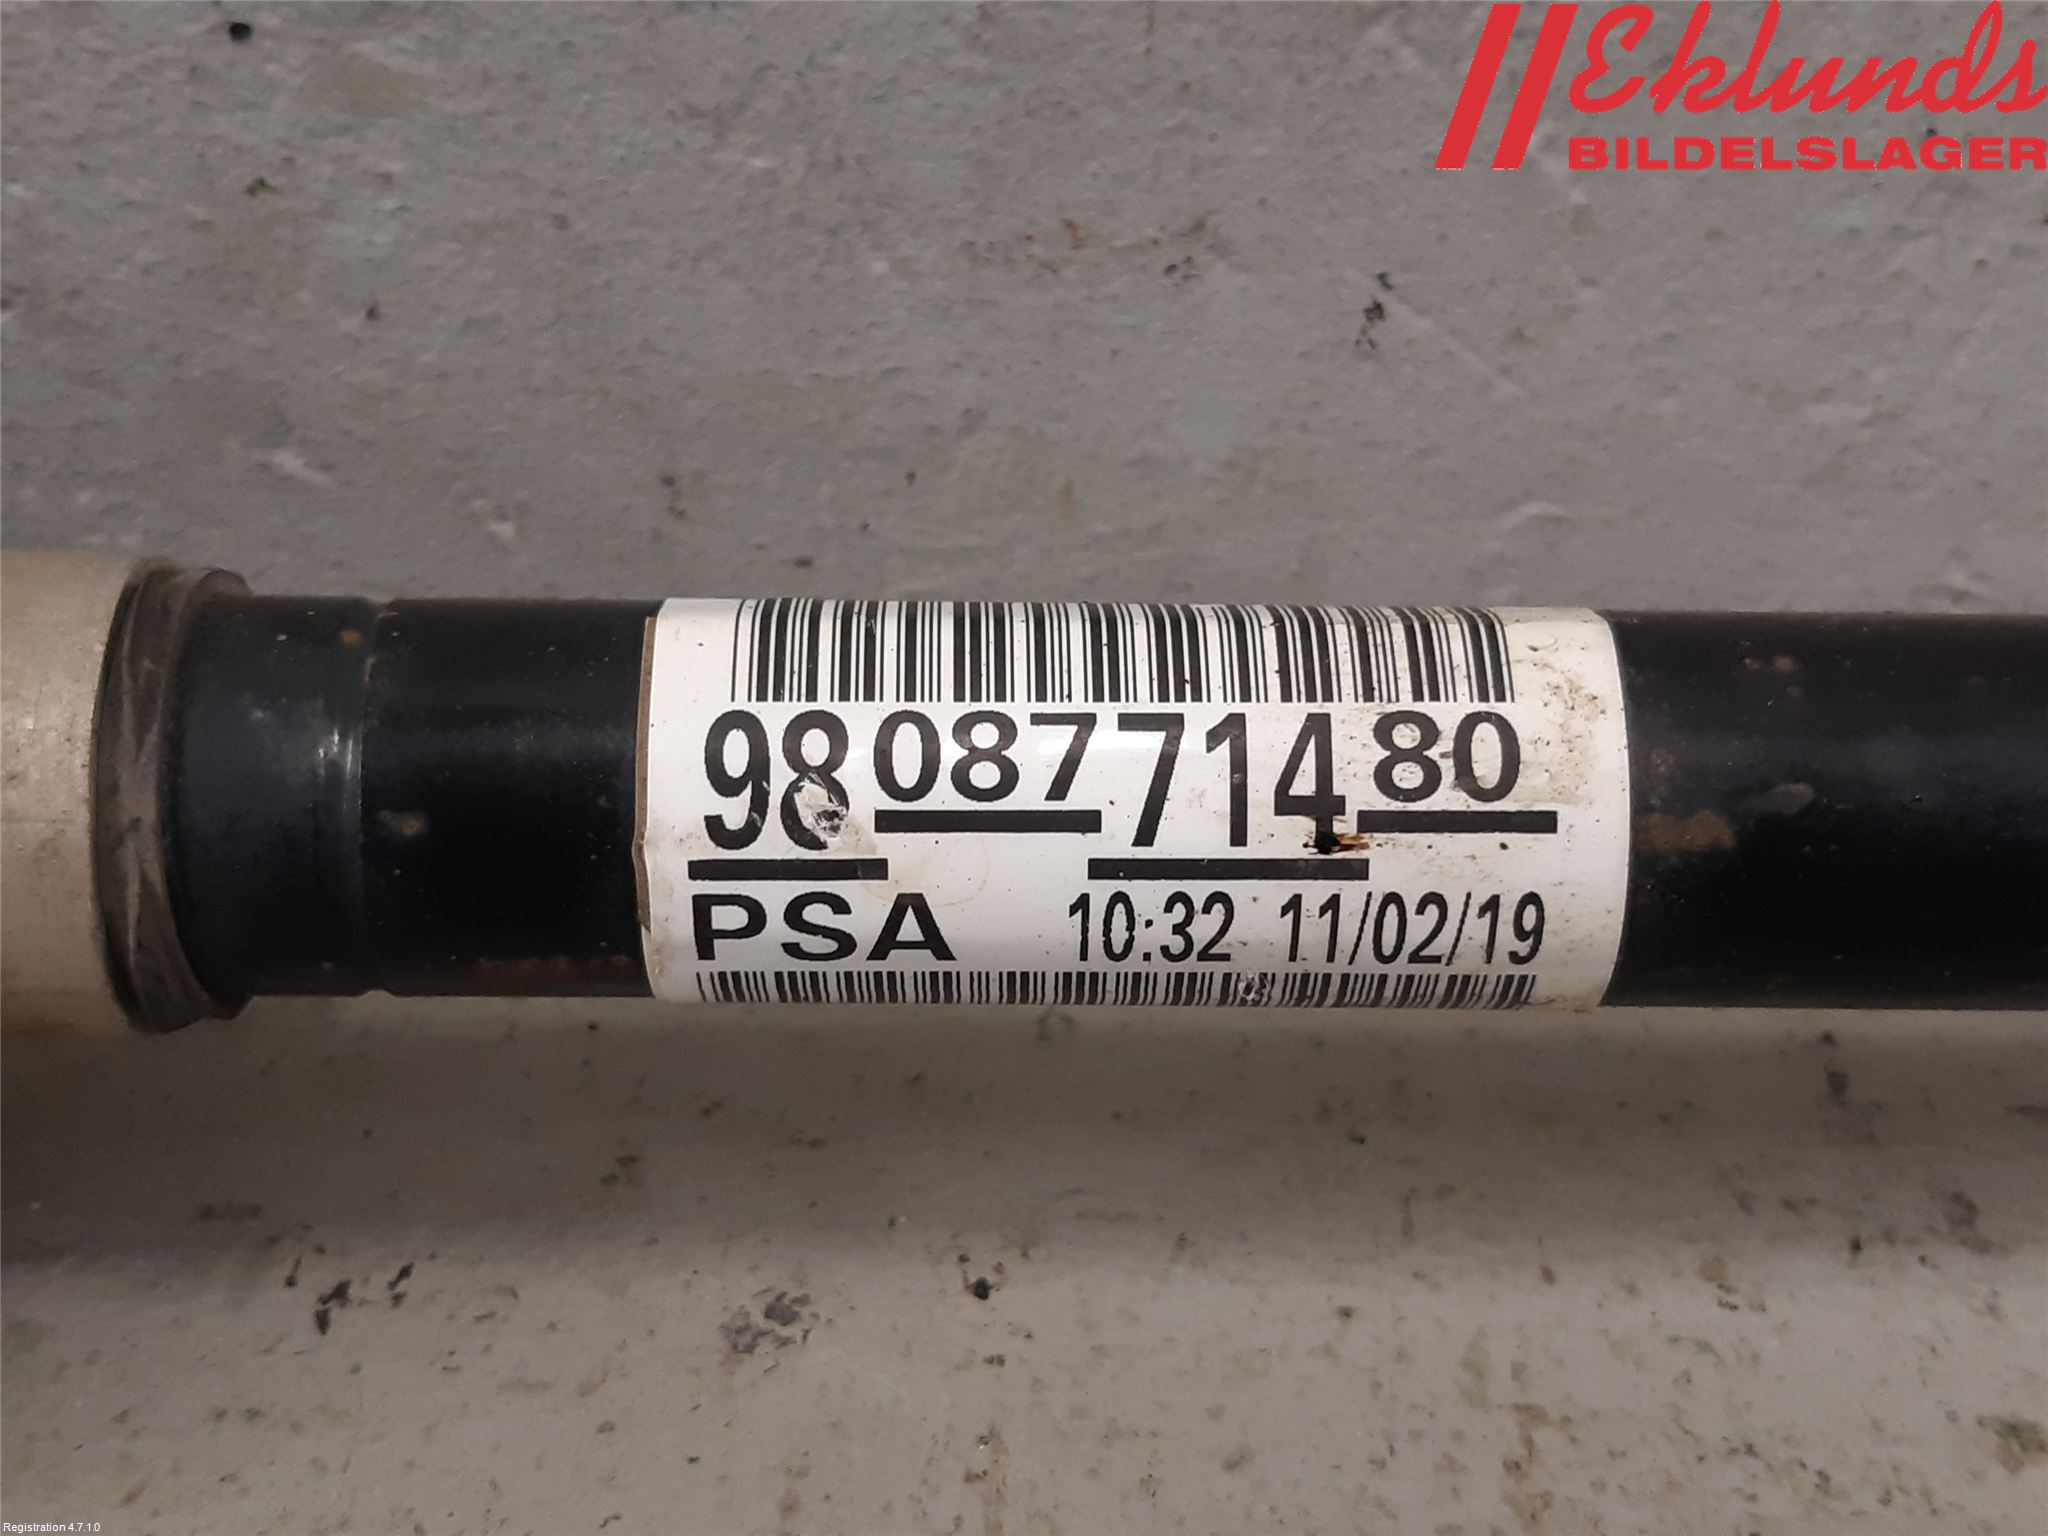 Eklunds
BILDELSLAGER
9808771480
PSA 10:32 11/02/19
Registration 4.7.1.0